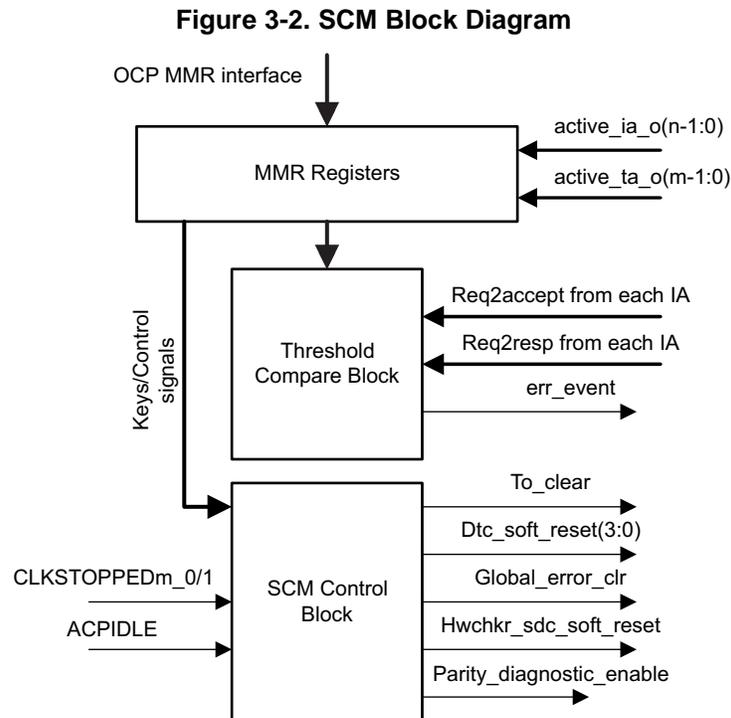 Figure 3-2. SCM Block Diagram
OCP MMR interface
active_ia_o(n-1:0)
MMR Registers
active_ta_o(m-1:0)
Keys/Control
signals
Req2accept from each IA
Threshold
Compare Block
Req2resp from each IA
err_event
To_clear
Dtc_soft_reset(3:0)
CLKSTOPPEDm_0/1
SCM Control
Block
Global_error_clr
ACPIDLE
Hwchkr_sdc_soft_reset
Parity_diagnostic_enable